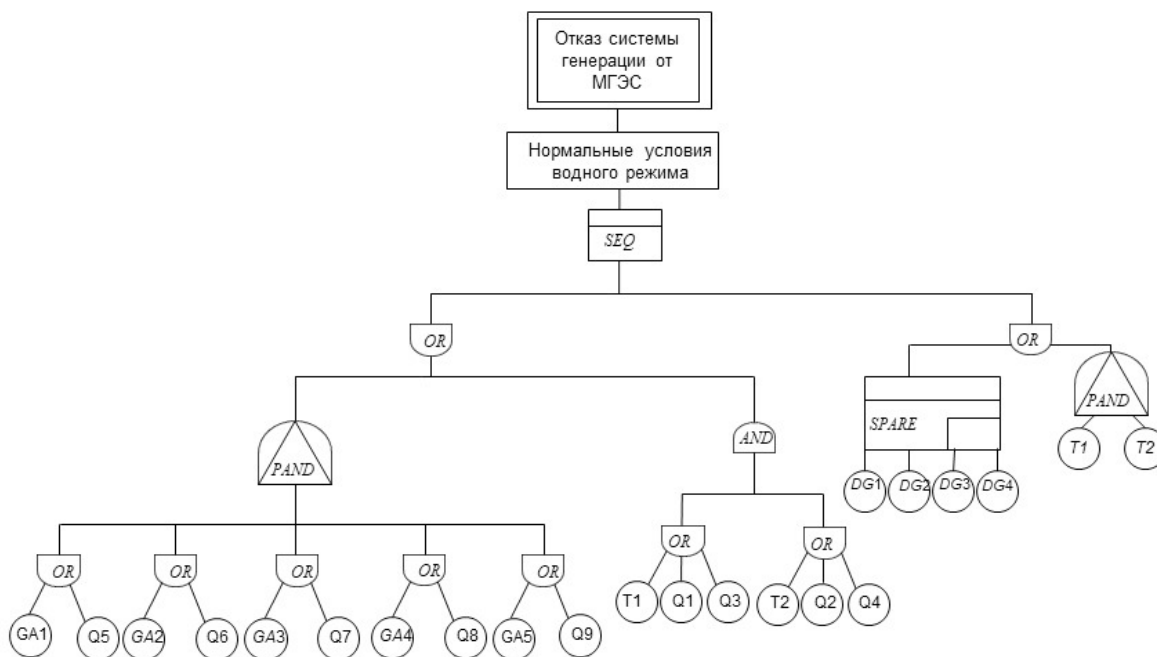 Отказ системы
генерации от
МГЭС
Нормальные условия
водного режима
SEQ
OR
OR
SPARE
PAND
PAND
AND
T1
T2
DG1
DG2
DG3
DG4
OR
OR
OR
OR
OR
OR
OR
T1
Q1
Q3
T2
Q2
Q4
GA1
Q5
GA2
Q6
GA3
Q7
GA4
Q8
GA5
Q9